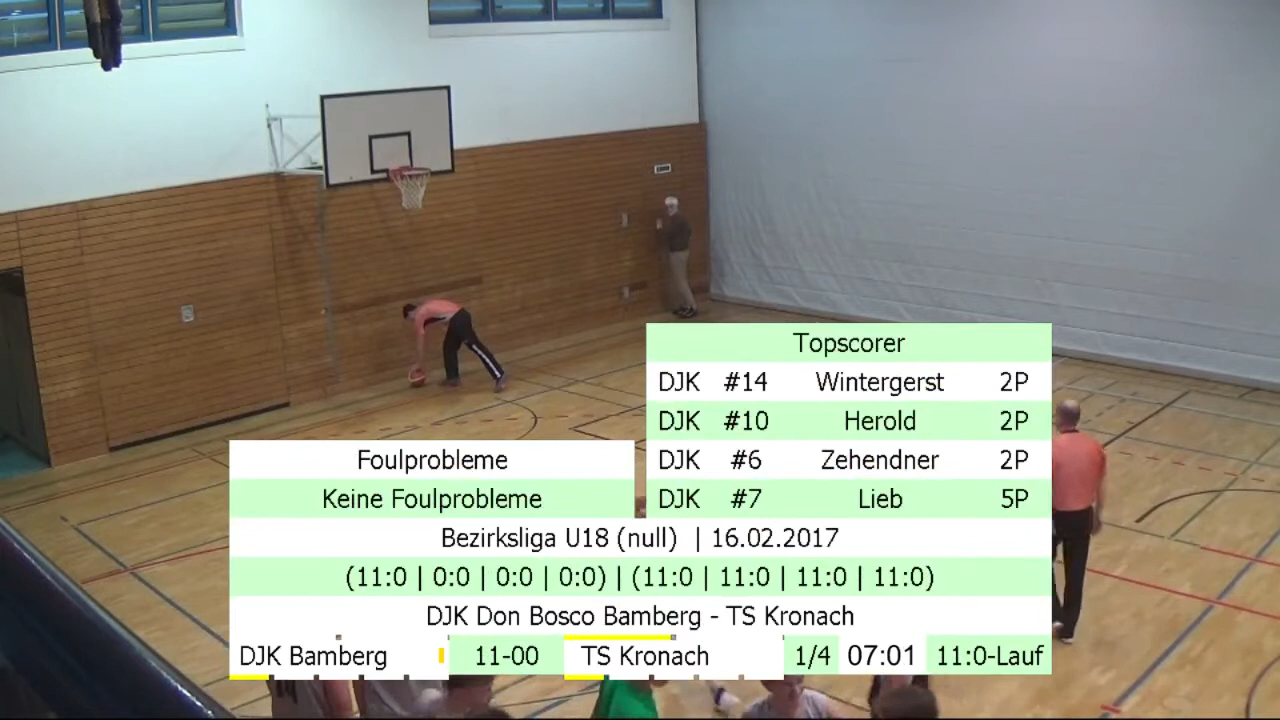 Topscorer
DJK #14 Wintergerst 2P
DJK #10 Herold 2P
DJK #6 Zehendner 2P
DJK #7 Lieb 5P
Foulprobleme
Keine Foulprobleme
Bezirksliga U18 (null) | 16.02.2017
(11:0 | 0:0 | 0:0 | 0:0) | (11:0 | 11:0 | 11:0 | 11:0)
DJK Don Bosco Bamberg - TS Kronach
DJK Bamberg 11-00 TS Kronach 1/4 07:01 11:0-Lauf